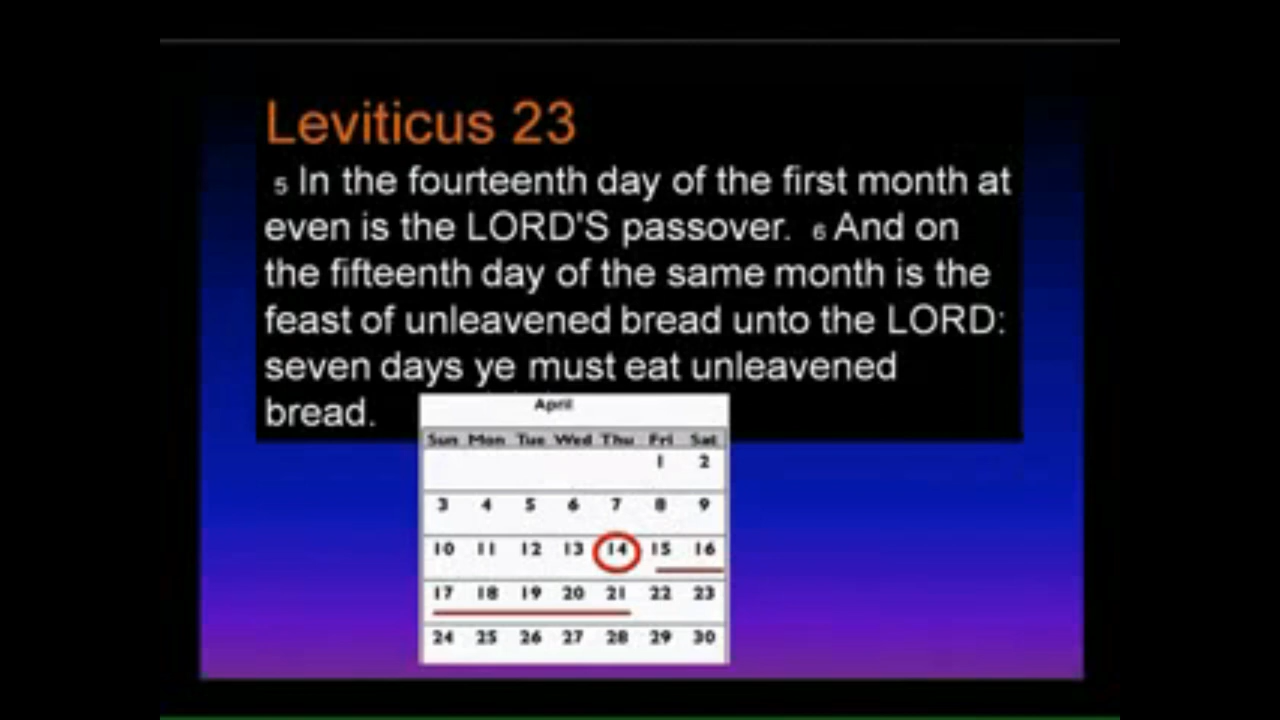 Leviticus 23
5 In the fourteenth day of the first month at
even is the LORD'S passover. 6 And on
the fifteenth day of the same month is the
feast of unleavened bread unto the LORD:
seven days ye must eat unleavened
bread.
April
Sun Mon Tue Wed Thu Fri Sat
1 2
3 4 5 6 7 8 9
10 11 12 13 14 15 16
17 18 19 20 21 22 23
24 25 26 27 28 29 30